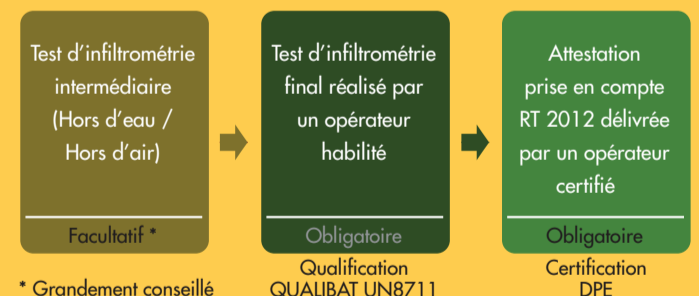 Test d’infiltrométrie
intermédiaire
(Hors d’eau /
Hors d’air)
Facultatif *
* Grandement conseillé
Test d’infiltrométrie
final réalisé par
un opérateur
habilité
Obligatoire
Qualification
QUALIBAT UN8711
Attestation
prise en compte
RT 2012 délivrée
par un opérateur
certifié
Obligatoire
Certification
DPE